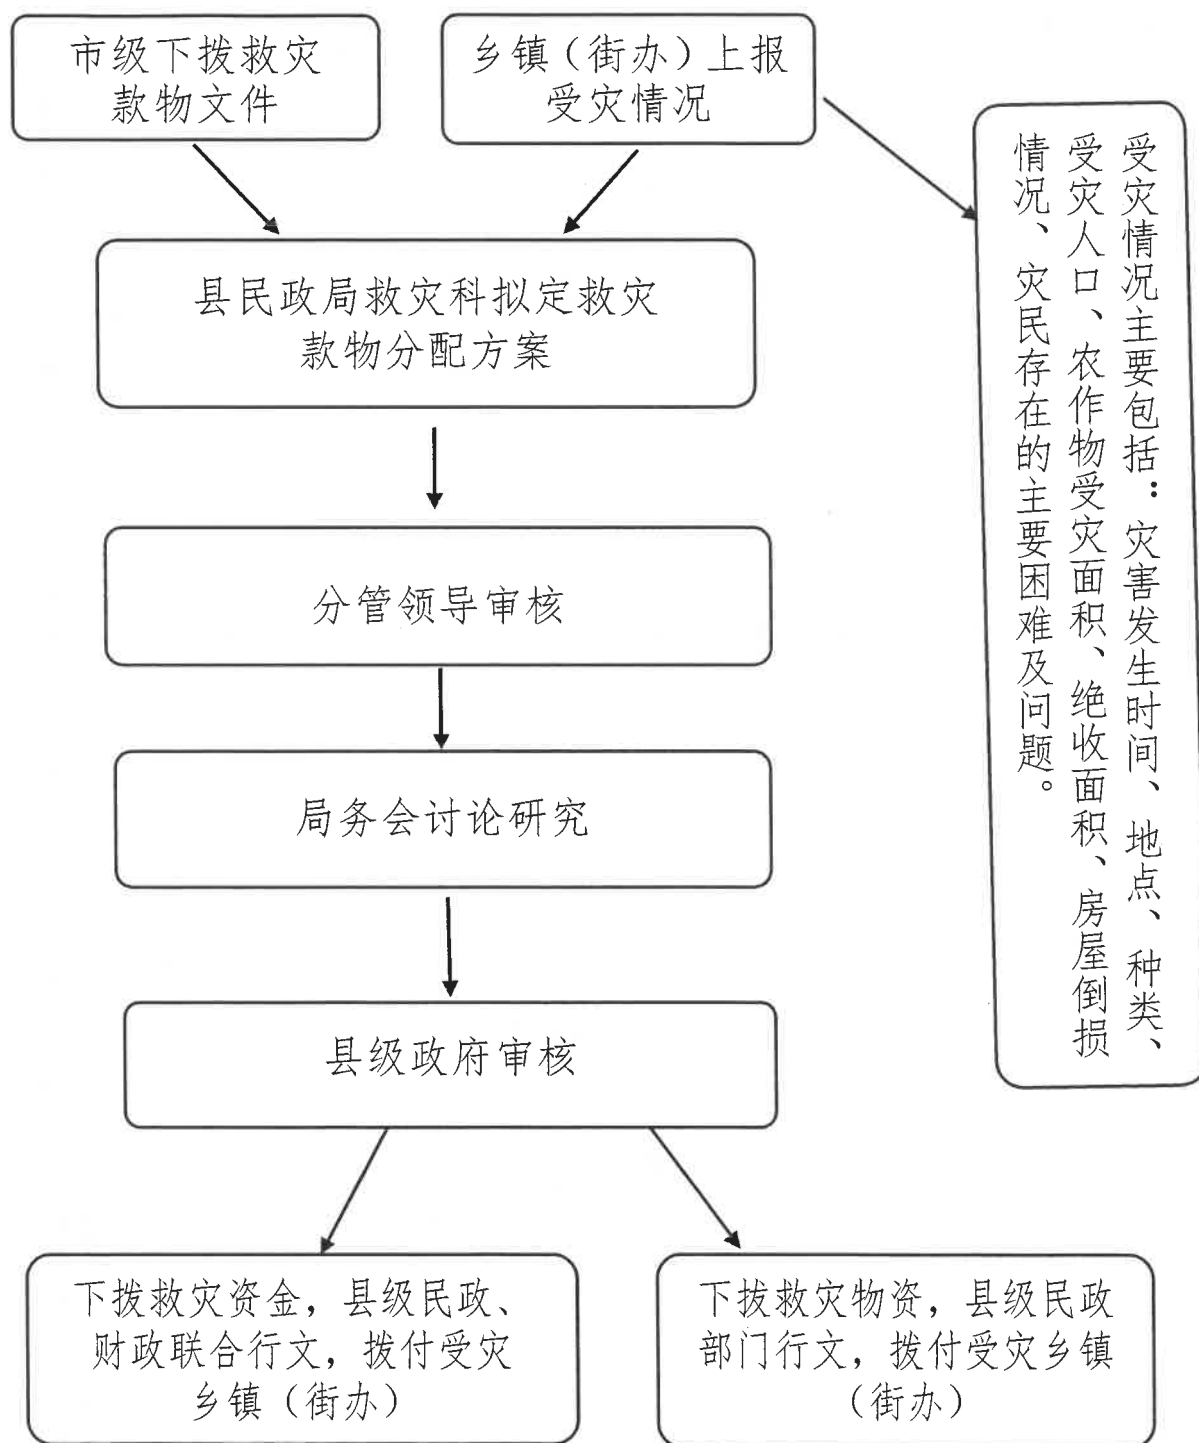 市级下拨救灾
款物文件
乡镇（街办）上报
受灾情况
受灾情况主要包括：灾害发生时间、地点、种类、
受灾人口、农作物受灾面积、绝收面积、房屋倒损
情况、灾民存在的主要困难及问题。
县民政局救灾科拟定救灾
款物分配方案
分管领导审核
局务会讨论研究
县级政府审核
下拨救灾资金，县级民政、
财政联合行文，拨付受灾
乡镇（街办）
下拨救灾物资，县级民政
部门行文，拨付受灾乡镇
（街办）